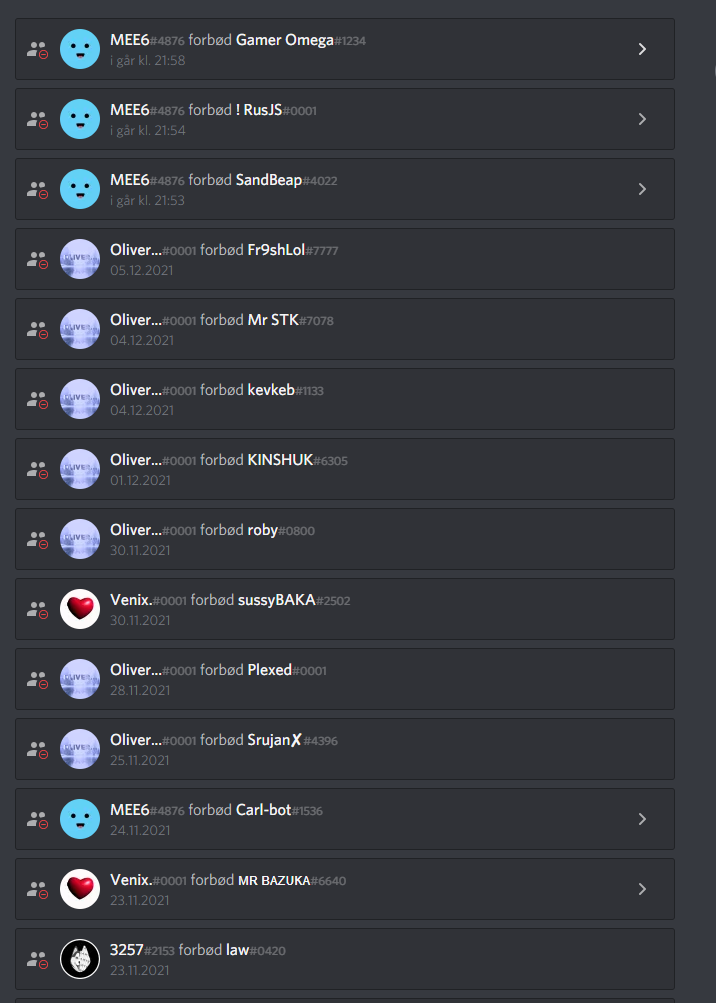 MEE6#4876 forbød Gamer Omega#1234
i går kl. 21:58
MEE6#4876 forbød ! RusJS#0001
i går kl. 21:54
MEE6#4876 forbød SandBeap#4022
i går kl. 21:53
Oliver...#0001 forbød Fr9shLol#7777
05.12.2021
Oliver...#0001 forbød Mr STK#7078
04.12.2021
Oliver...#0001 forbød kevkeb#1133
04.12.2021
Oliver...#0001 forbød KINSHUK#6305
01.12.2021
Oliver...#0001 forbød roby#0800
30.11.2021
Venix.#0001 forbød sussyBAKA#2502
30.11.2021
Oliver...#0001 forbød Plexed#0001
28.11.2021
Oliver...#0001 forbød Srujan✘#4396
25.11.2021
MEE6#4876 forbød Carl-bot#1536
24.11.2021
Venix.#0001 forbød MR BAZUKA#6640
23.11.2021
3257#2153 forbød law#0420
23.11.2021